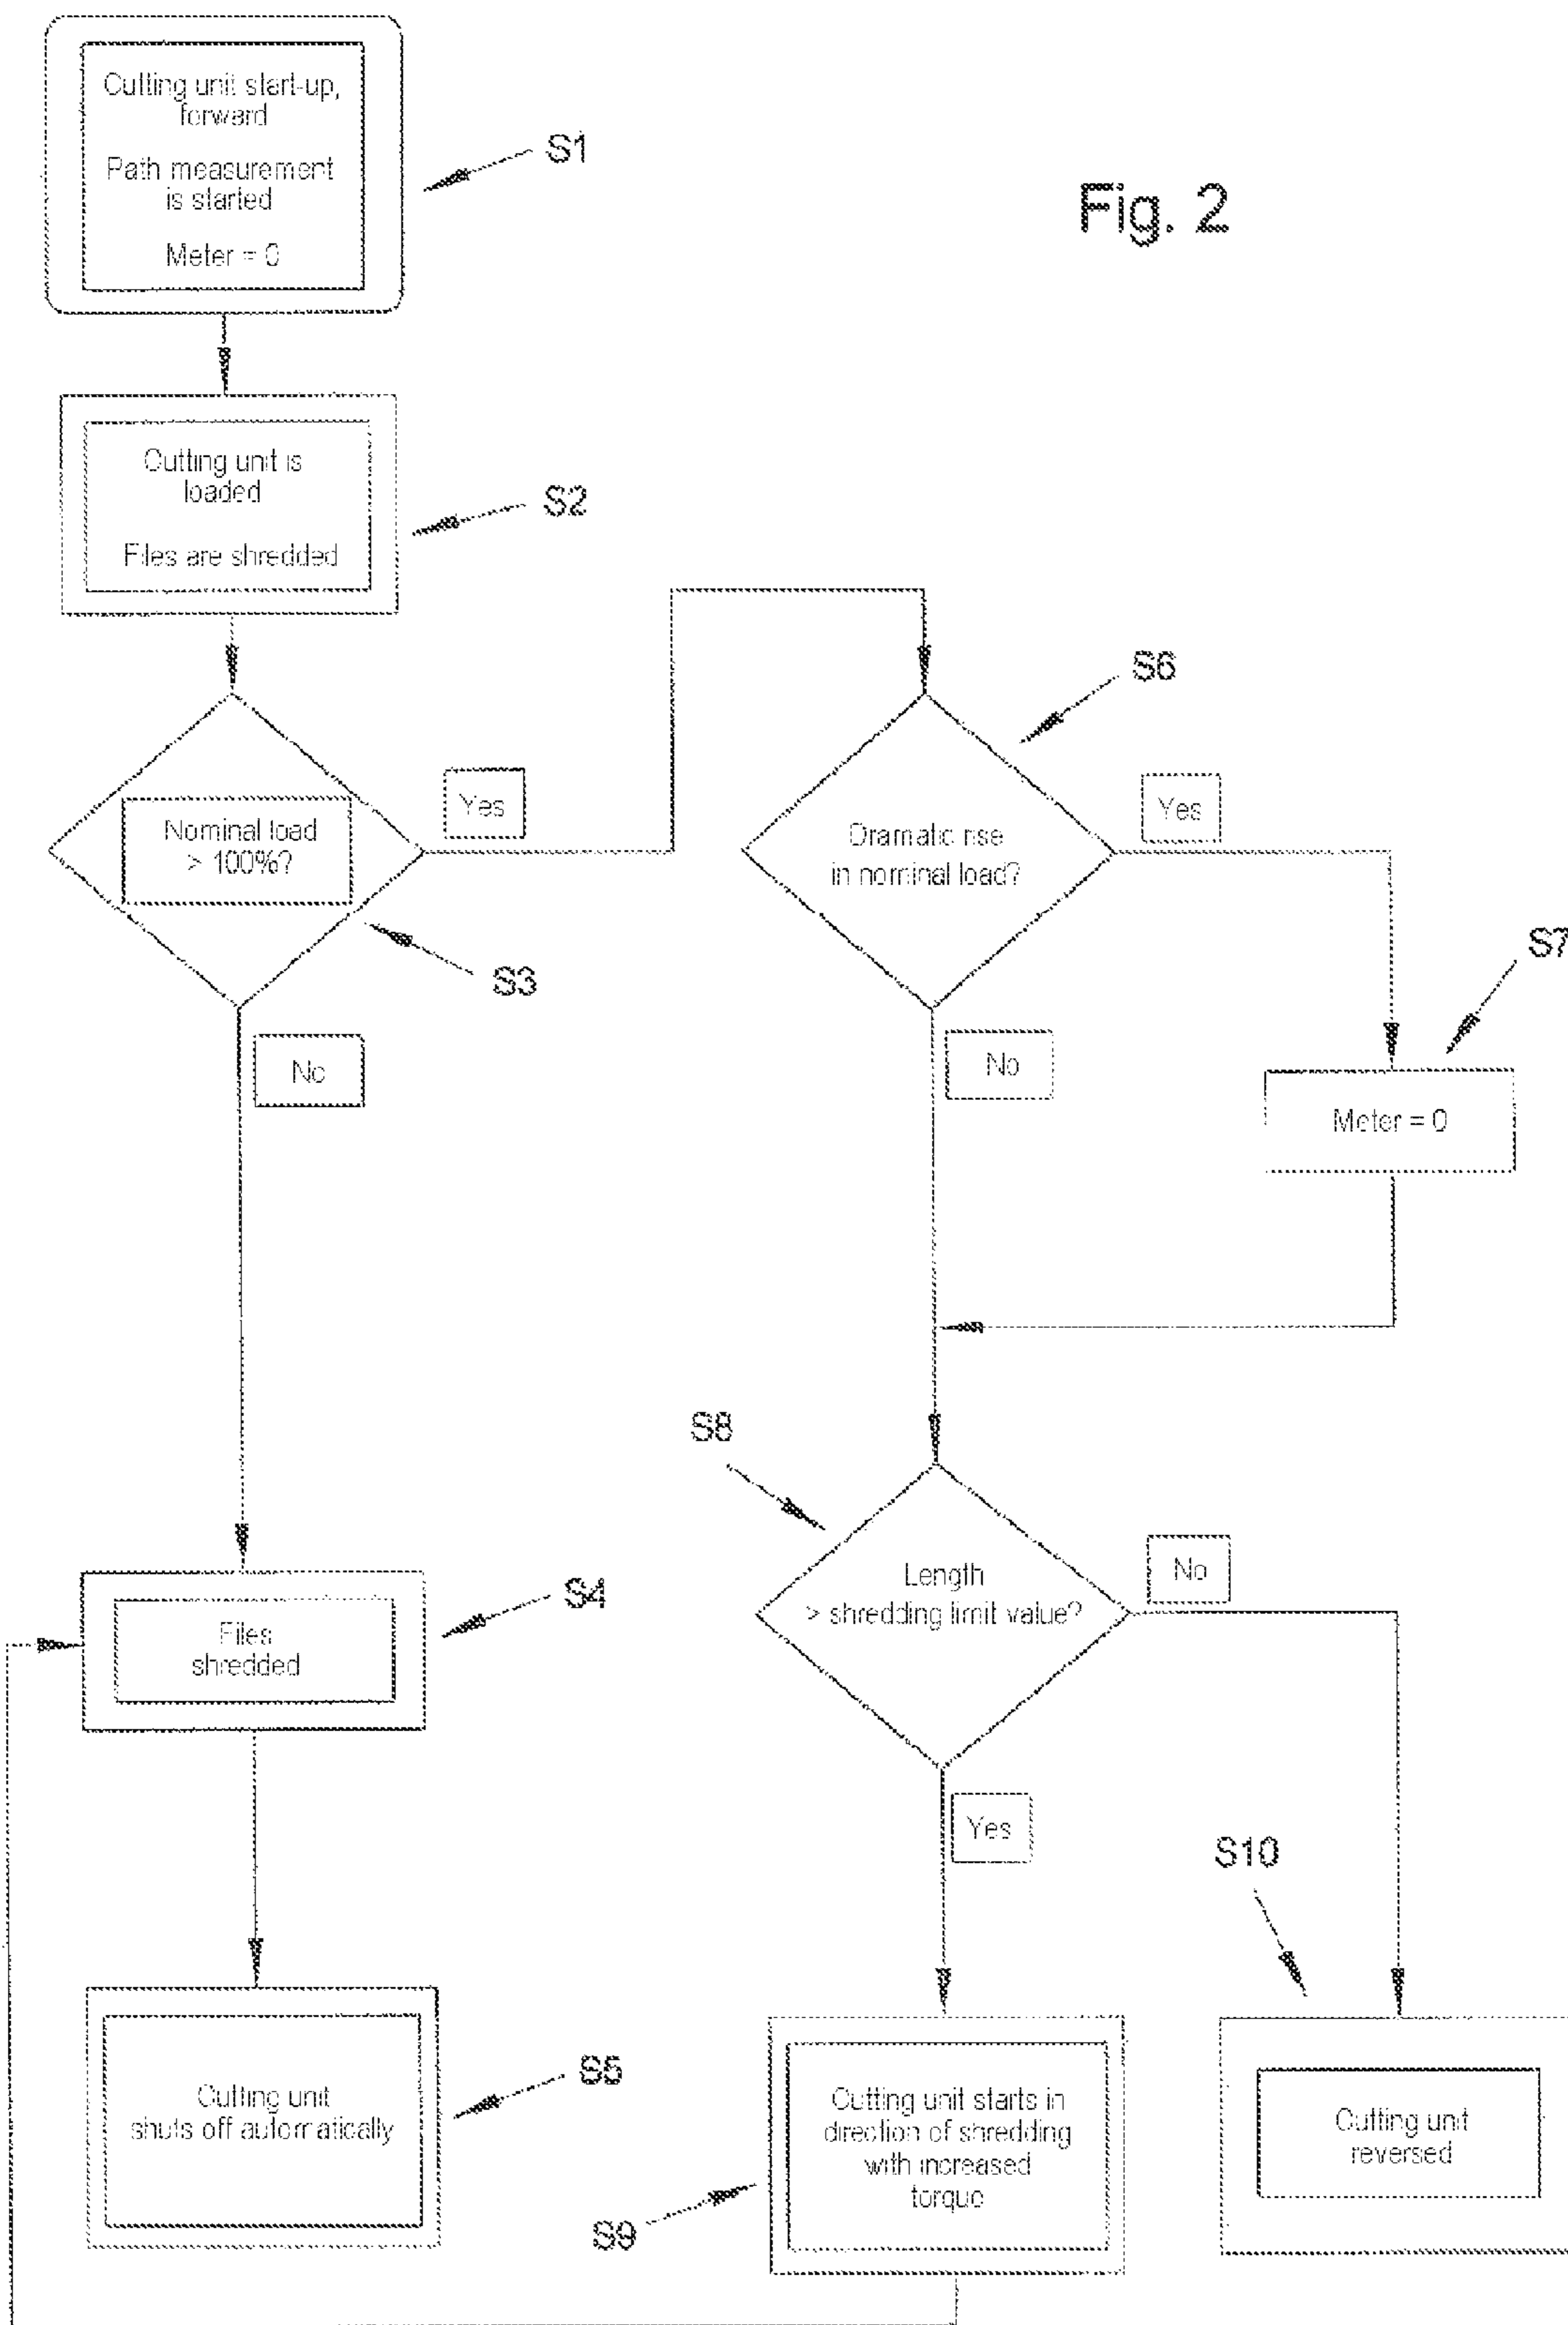 Cutting unit start-up,
forward
Path measurement
is started
Meter = 0
S1
Fig. 2
Cutting unit is
loaded
Files are shredded
S2
Nominal load
> 100%?
Yes
S3
No
Dramatic rise
in nominal load?
S6
Yes
No
S7
Meter = 0
S8
Length
> shredding limit value?
No
Yes
Files
shredded
S4
Cutting unit
shuts off automatically
S5
Cutting unit starts in
direction of shredding
with increased
torque
S9
S10
Cutting unit
reversed